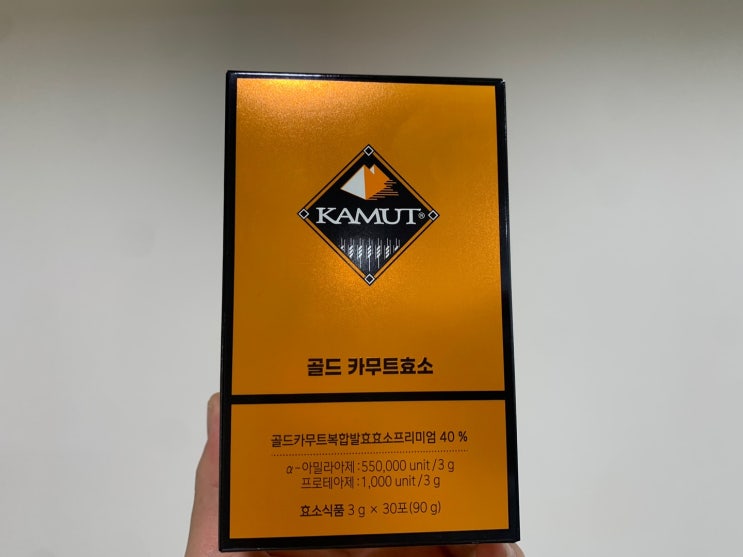 KAMUT®
골드 카무트효소
골드카무트복합발효효소프리미엄 40 %
α-아밀라아제:550,000 unit/3 g
프로테아제:1,000 unit/3 g
효소식품 3 g × 30포(90 g)